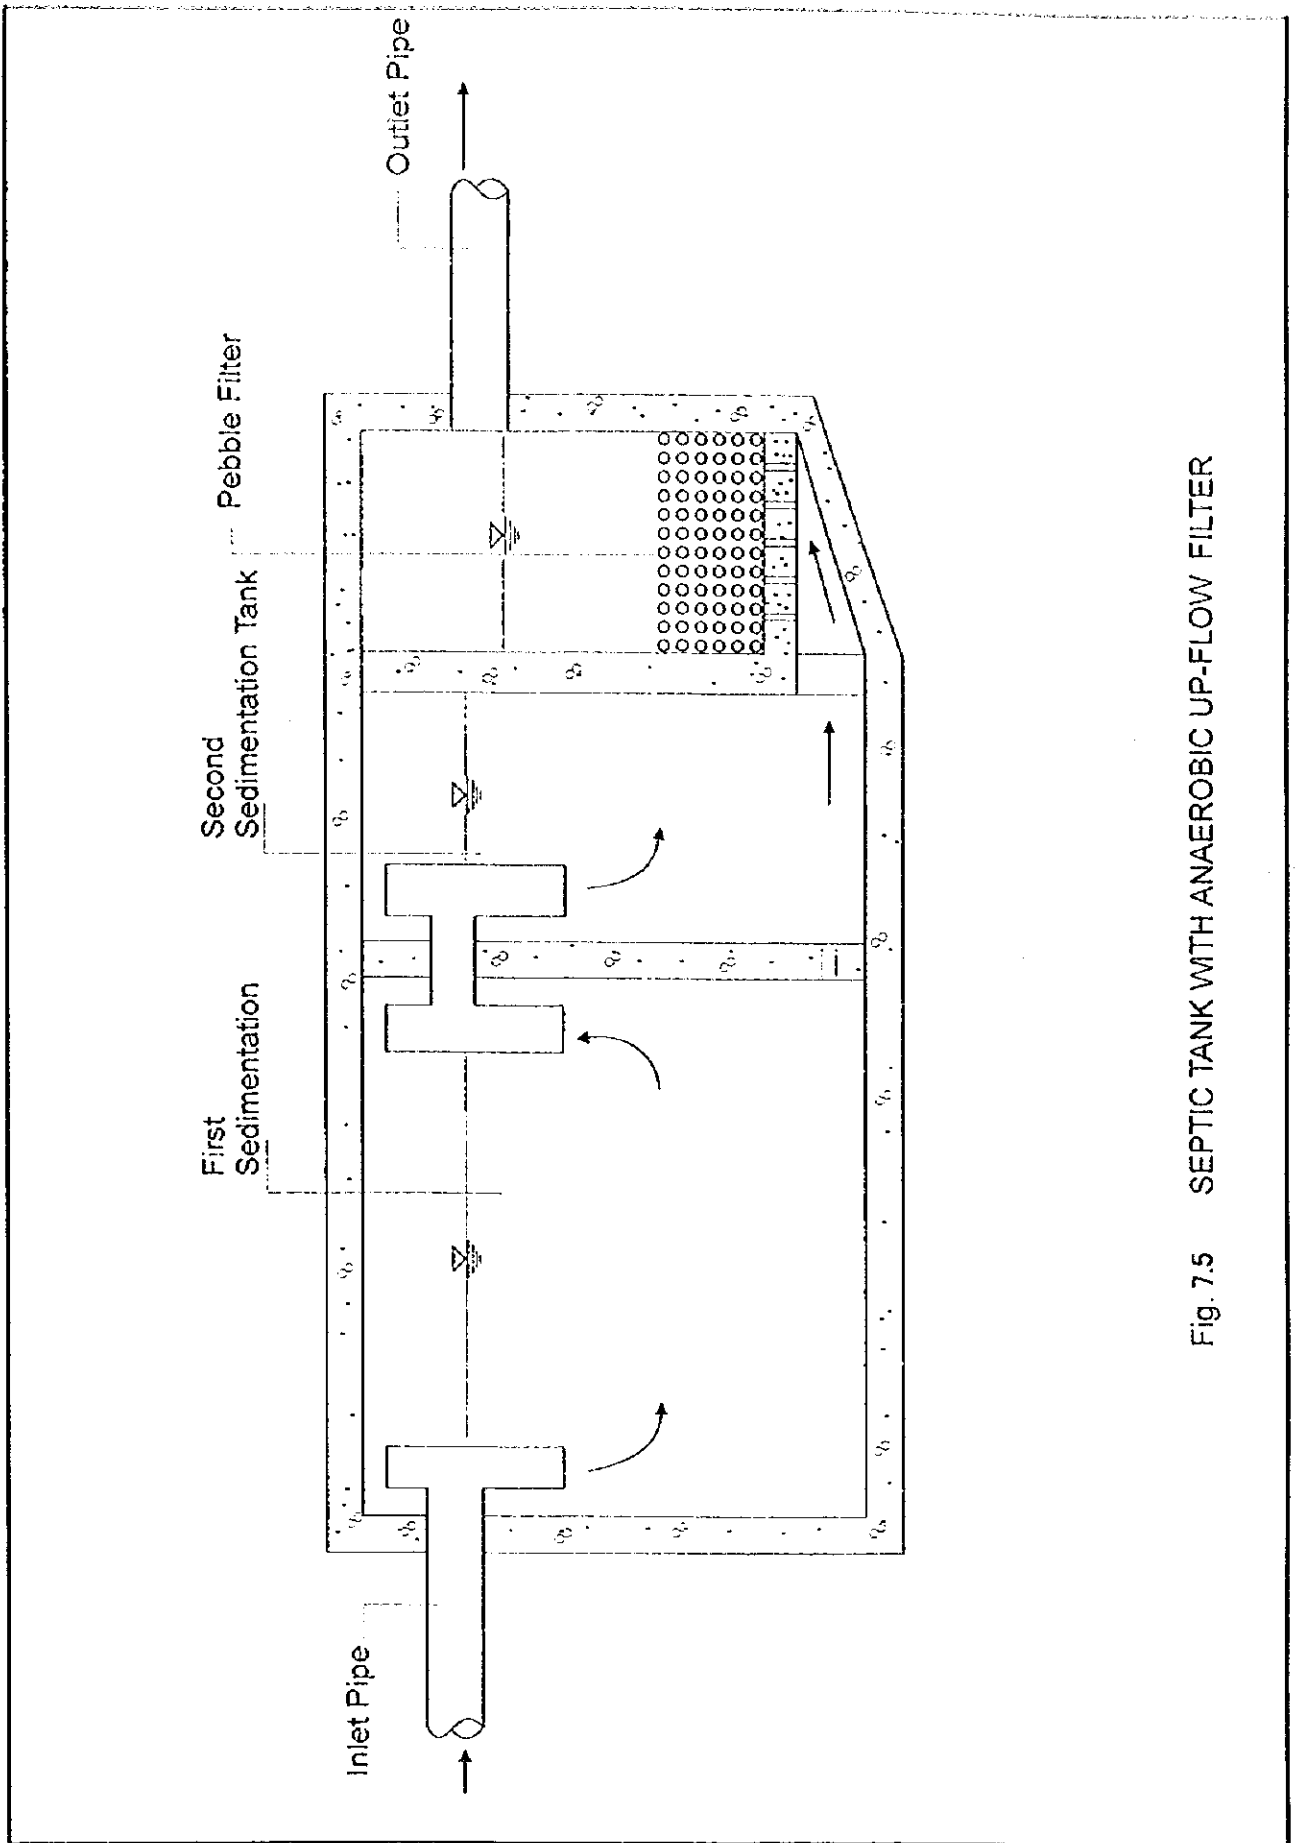 Inlet Pipe
First
Sedimentation
Second
Sedimentation Tank
Pebble Filter
Outlet Pipe
Fig. 7.5 SEPTIC TANK WITH ANAEROBIC UP-FLOW FILTER